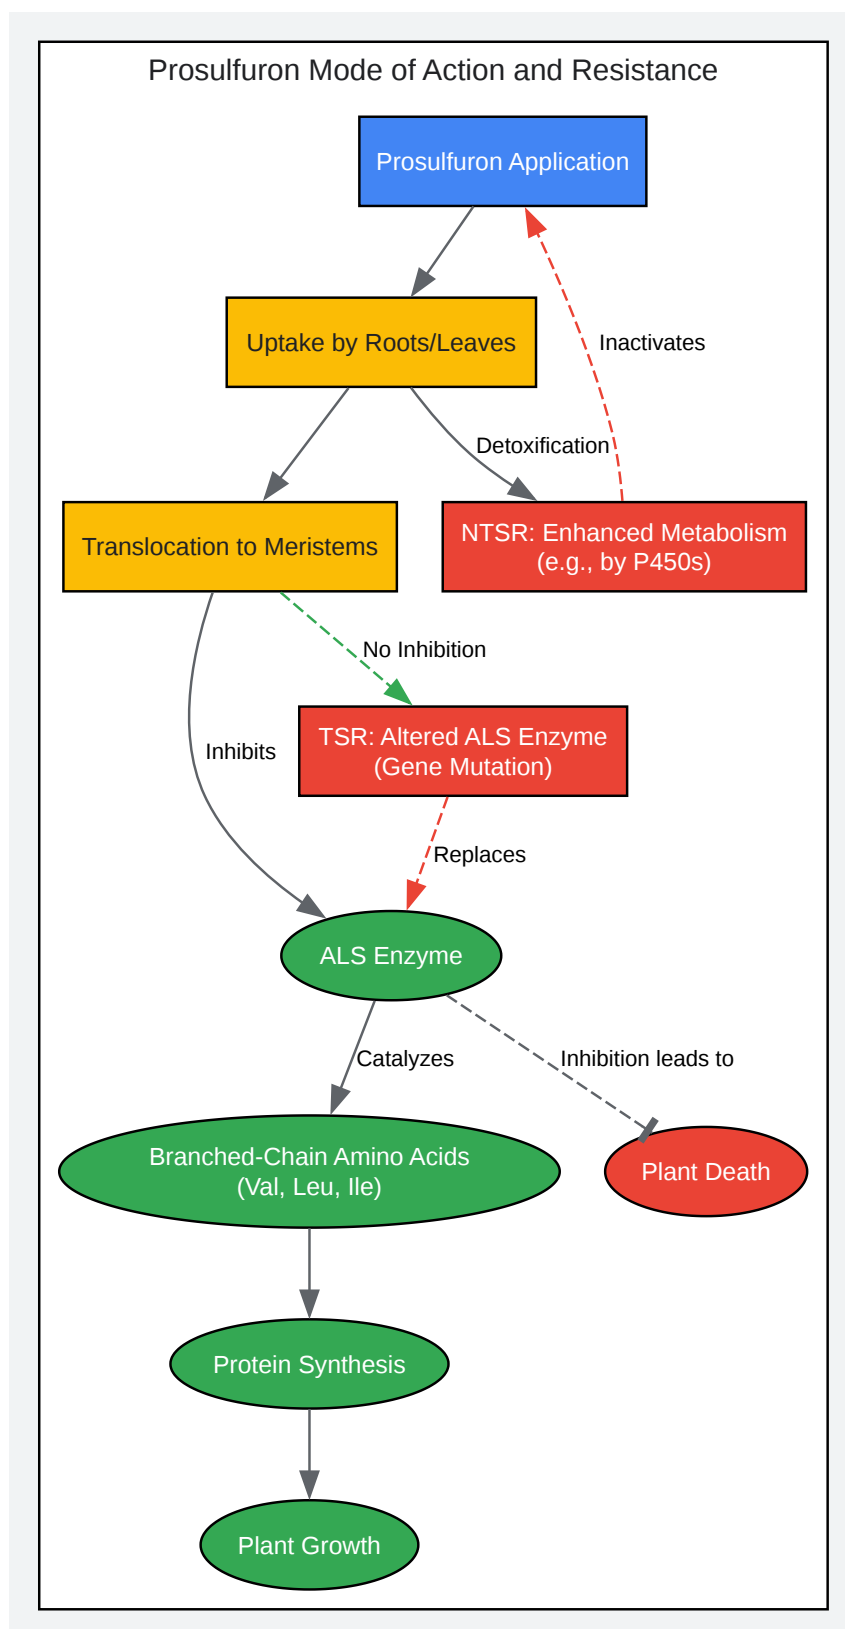 Prosulfuron Mode of Action and Resistance
Prosulfuron Application
Uptake by Roots/Leaves
Inactivates
Detoxification
Translocation to Meristems
NTSR: Enhanced Metabolism
(e.g., by P450s)
No Inhibition
TSR: Altered ALS Enzyme
(Gene Mutation)
Inhibits
Replaces
ALS Enzyme
Catalyzes
Inhibition leads to
Branched-Chain Amino Acids
(Val, Leu, Ile)
Plant Death
Protein Synthesis
Plant Growth